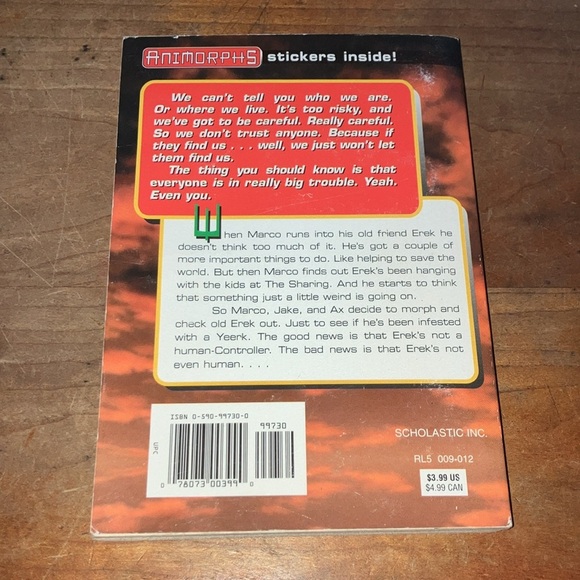 ANIMORPHS stickers inside!
We can't tell you who we are.
Or where we live. It's too risky, and
we've got to be careful. Really careful.
So we don't trust anyone. Because if
they find us . . . well, we just won't let
them find us.
The thing you should know is that
everyone is in really big trouble. Yeah.
Even you.
When Marco runs into his old friend Erek he
doesn't think too much of it. He's got a couple of
more important things to do. Like helping to save the
world. But then Marco finds out Erek's been hanging
with the kids at The Sharing. And he starts to think
that something just a little weird is going on.
So Marco, Jake, and Ax decide to morph and
check old Erek out. Just to see if he's been infested
with a Yeerk. The good news is that Erek's not a
human-Controller. The bad news is that Erek's not
even human. . . .
ISBN 0-590-99730-0
99730
UPC
0 78073 00399 0
SCHOLASTIC INC.
RL5 009-012
$3.99 US
$4.99 CAN